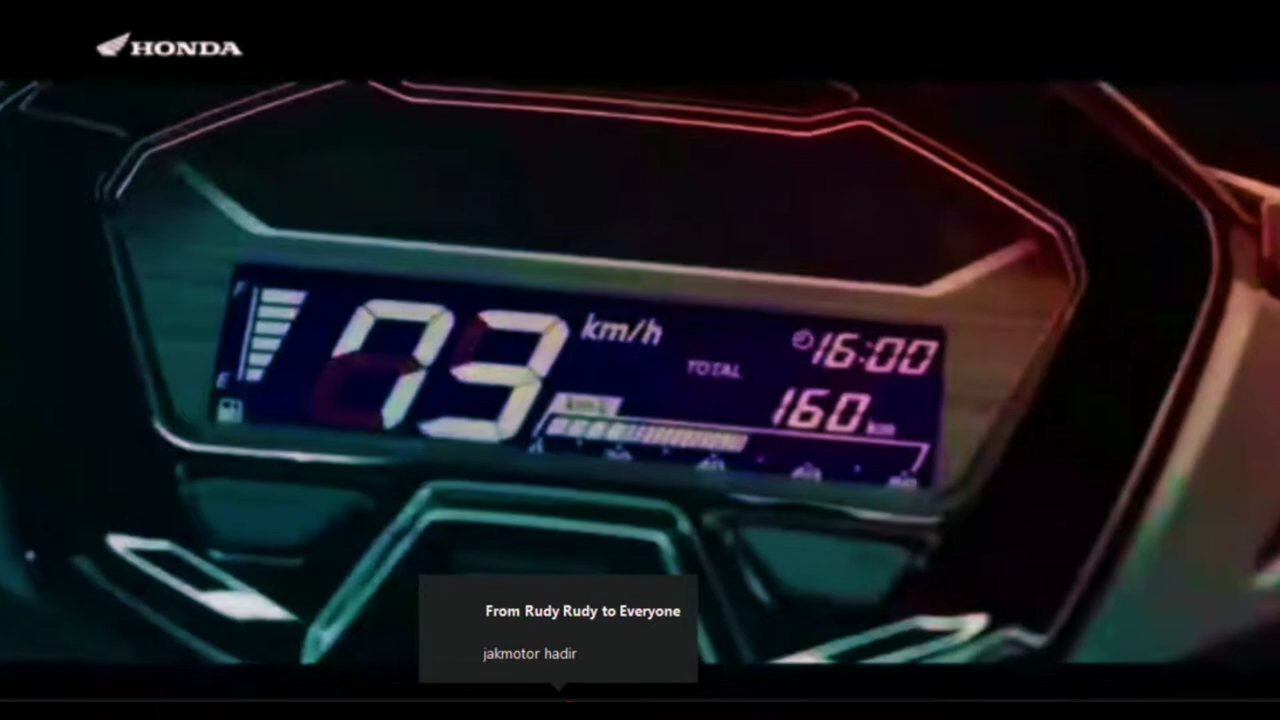 HONDA
F
73
km/h
16:00
TOTAL
E
160 km
From Rudy Rudy to Everyone
jakmotor hadir